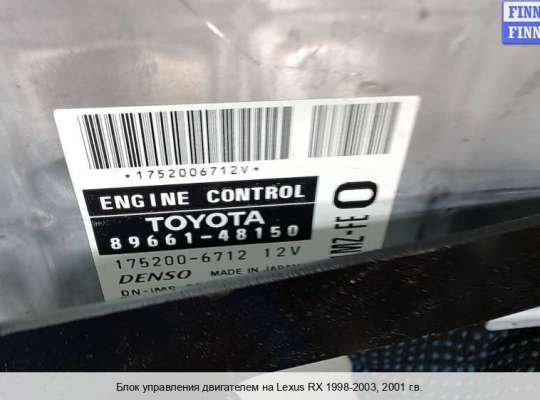 FINN
FINN
*1752006712V*
ENGINE CONTROL
TOYOTA
89661-48150
175200-6712 12V
DENSO MADE IN JAPAN
MZ-FE O
Блок управления двигателем на Lexus RX 1998-2003, 2001 г.в.